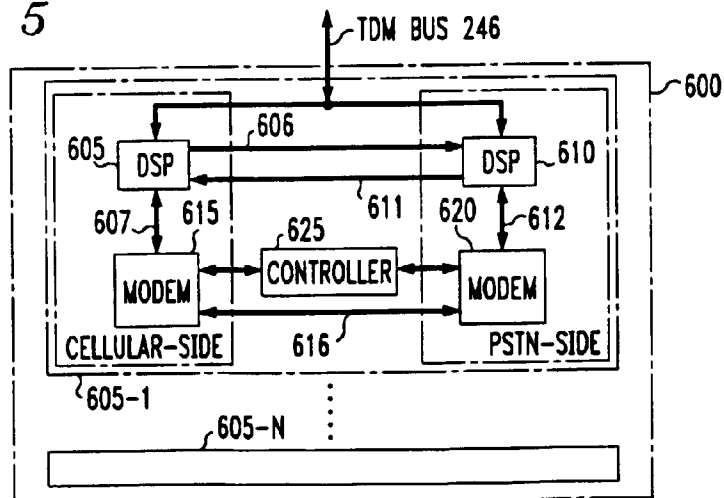 5
TDM BUS 246
600
606
605
DSP
DSP
610
611
607
615
625
620
612
MODEM
CONTROLLER
MODEM
616
CELLULAR-SIDE
PSTN-SIDE
605-1
605-N